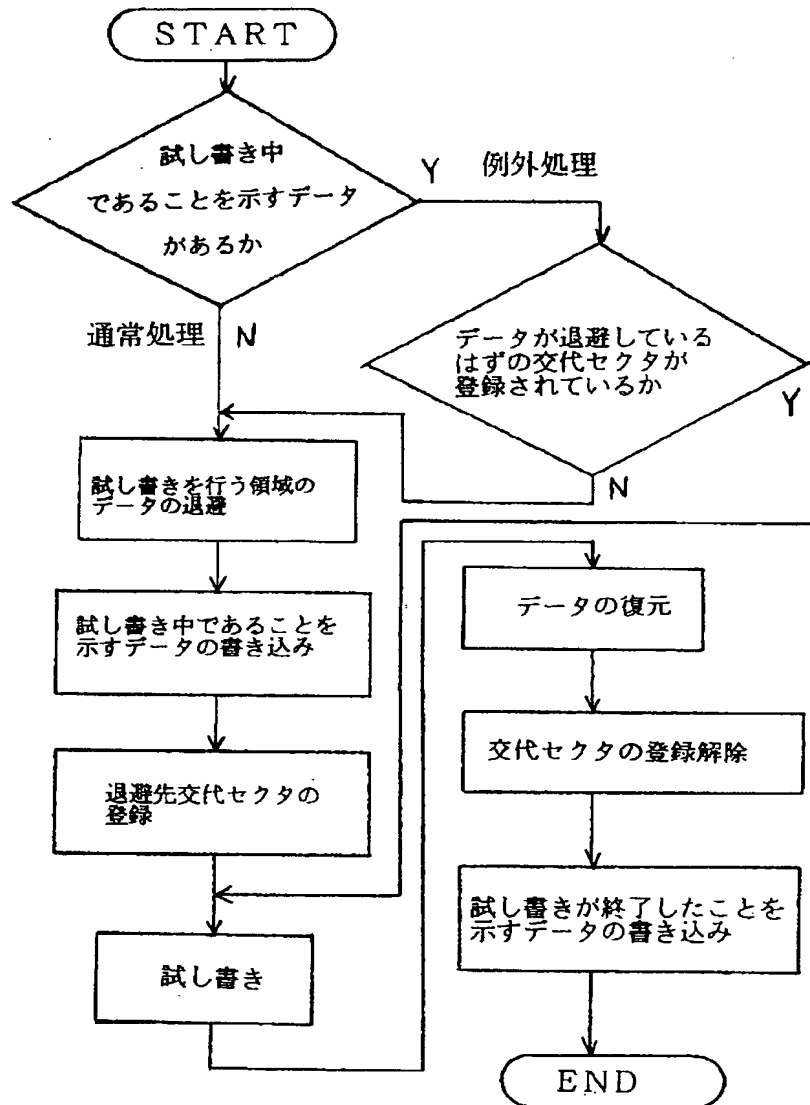 START
試し書き中
であることを示すデータ
があるか
Y 例外処理
通常処理 N
データが退避している
はずの交代セクタが
登録されているか
Y
N
試し書きを行う領域の
データの退避
試し書き中であることを
示すデータの書き込み
退避先交代セクタの
登録
試し書き
データの復元
交代セクタの登録解除
試し書きが終了したことを
示すデータの書き込み
END